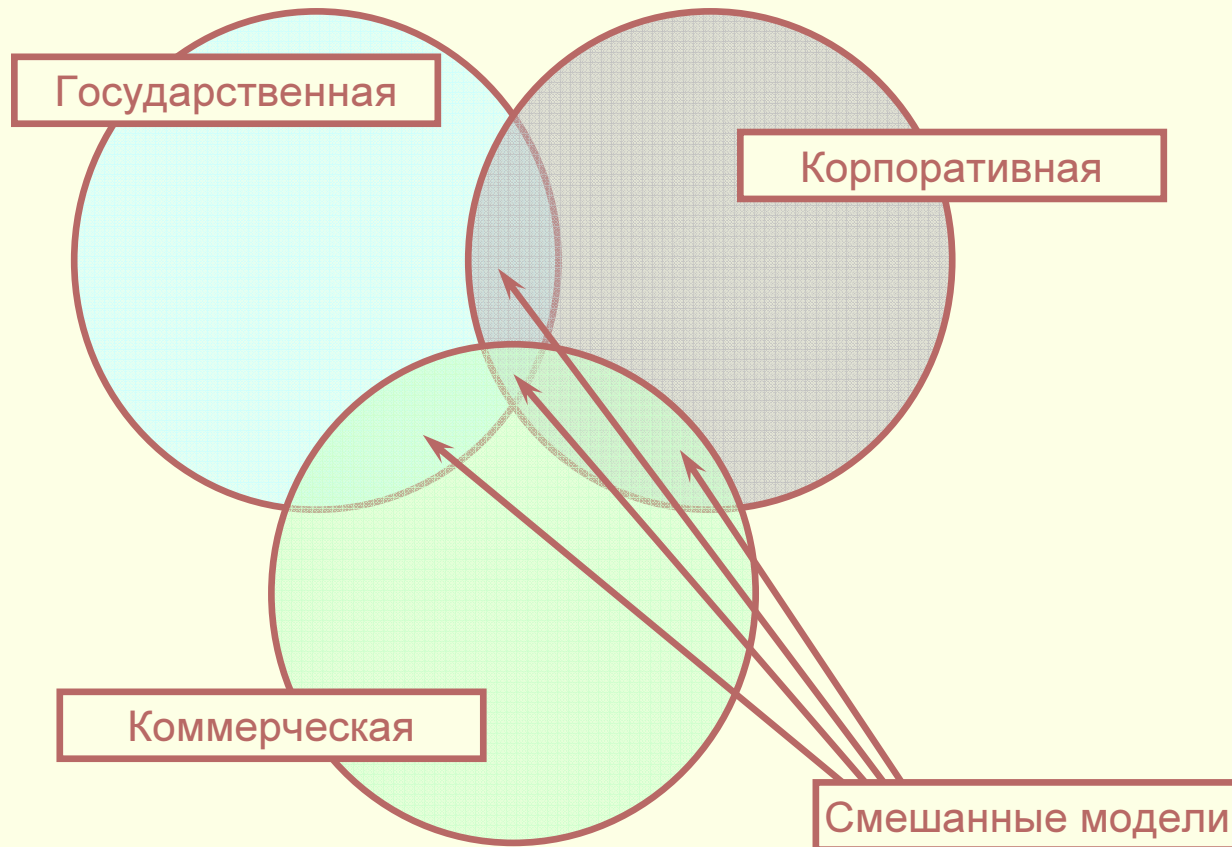 Государственная
Корпоративная
Коммерческая
Смешанные модели